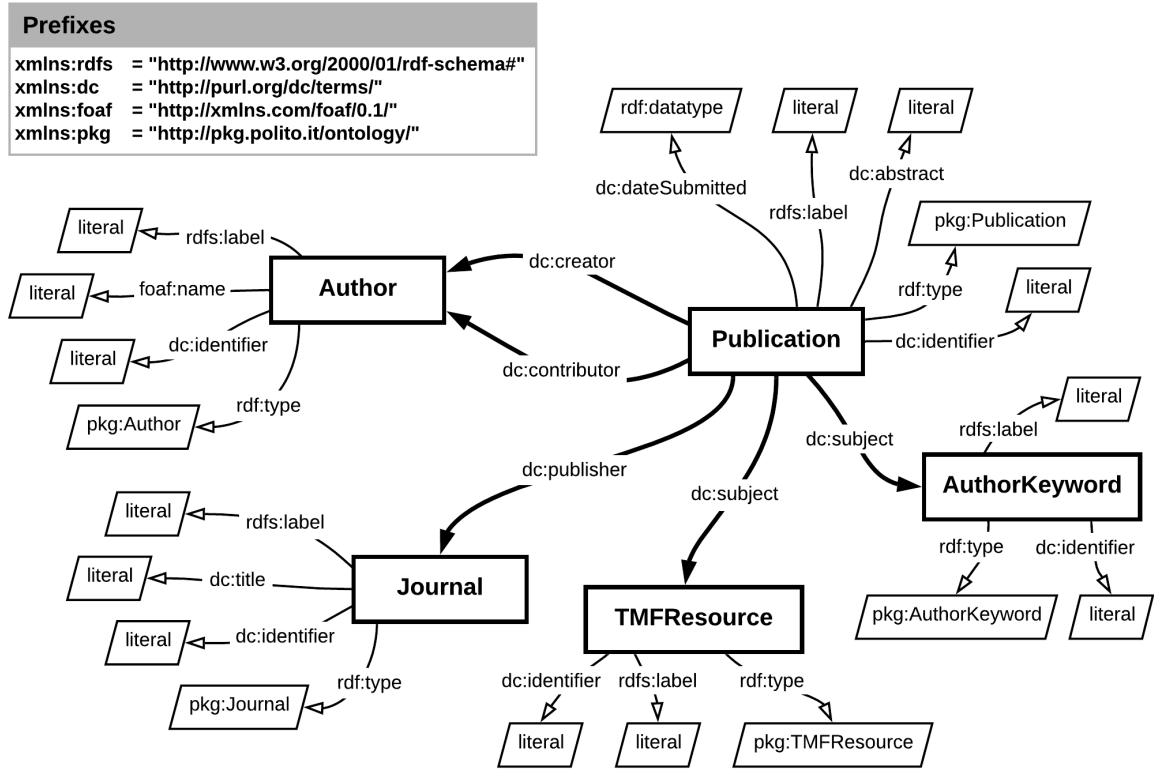 Prefixes
xmlns:rdfs = "http://www.w3.org/2000/01/rdf-schema#"
xmlns:dc = "http://purl.org/dc/terms/"
xmlns:foaf = "http://xmlns.com/foaf/0.1/"
xmlns:pkg = "http://pkg.polito.it/ontology/"
rdf:datatype
literal
literal
dc:dateSubmitted
rdfs:label
dc:abstract
pkg:Publication
rdf:type
literal
dc:identifier
Publication
dc:creator
dc:contributor
literal
rdfs:label
literal
foaf:name
Author
literal
dc:identifier
pkg:Author
rdf:type
dc:publisher
dc:subject
dc:subject
literal
rdfs:label
AuthorKeyword
rdf:type
dc:identifier
pkg:AuthorKeyword
literal
literal
rdfs:label
literal
dc:title
Journal
literal
dc:identifier
pkg:Journal
rdf:type
TMFResource
dc:identifier
rdfs:label
rdf:type
literal
literal
pkg:TMFResource